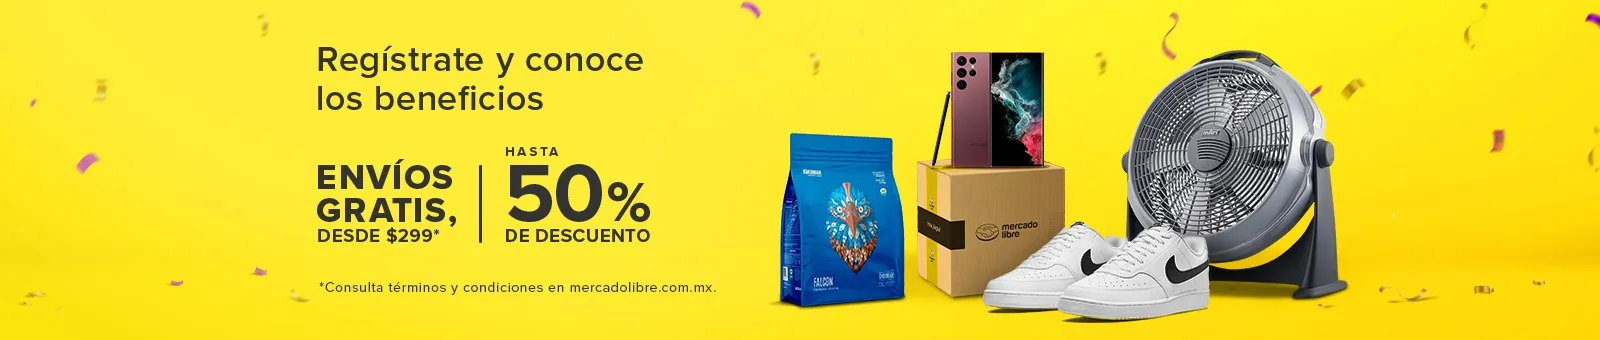 Regístrate y conoce
los beneficios
ENVÍOS
GRATIS,
DESDE $299*
HASTA
50%
DE DESCUENTO
*Consulta términos y condiciones en mercadolibre.com.mx.
FALCON
mercado
libre